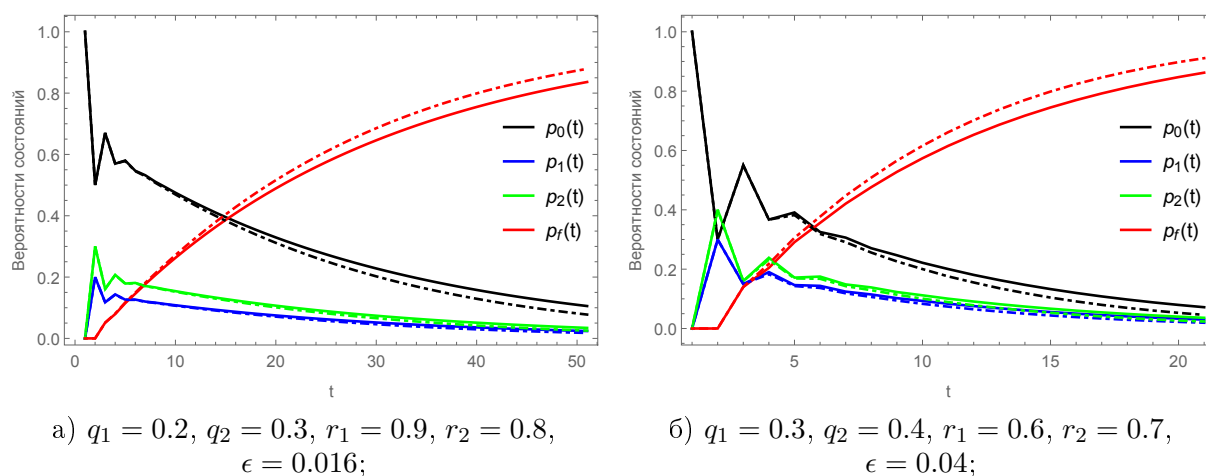 1.0
0.8
0.6
0.4
0.2
0.0
Вероятности состояний
0 10 20 30 40 50
t
p₀(t)
p₁(t)
p₂(t)
p_f(t)
1.0
0.8
0.6
0.4
0.2
0.0
Вероятности состояний
5 10 15 20
t
p₀(t)
p₁(t)
p₂(t)
p_f(t)
а) q₁ = 0.2, q₂ = 0.3, r₁ = 0.9, r₂ = 0.8,
ϵ = 0.016;
б) q₁ = 0.3, q₂ = 0.4, r₁ = 0.6, r₂ = 0.7,
ϵ = 0.04;